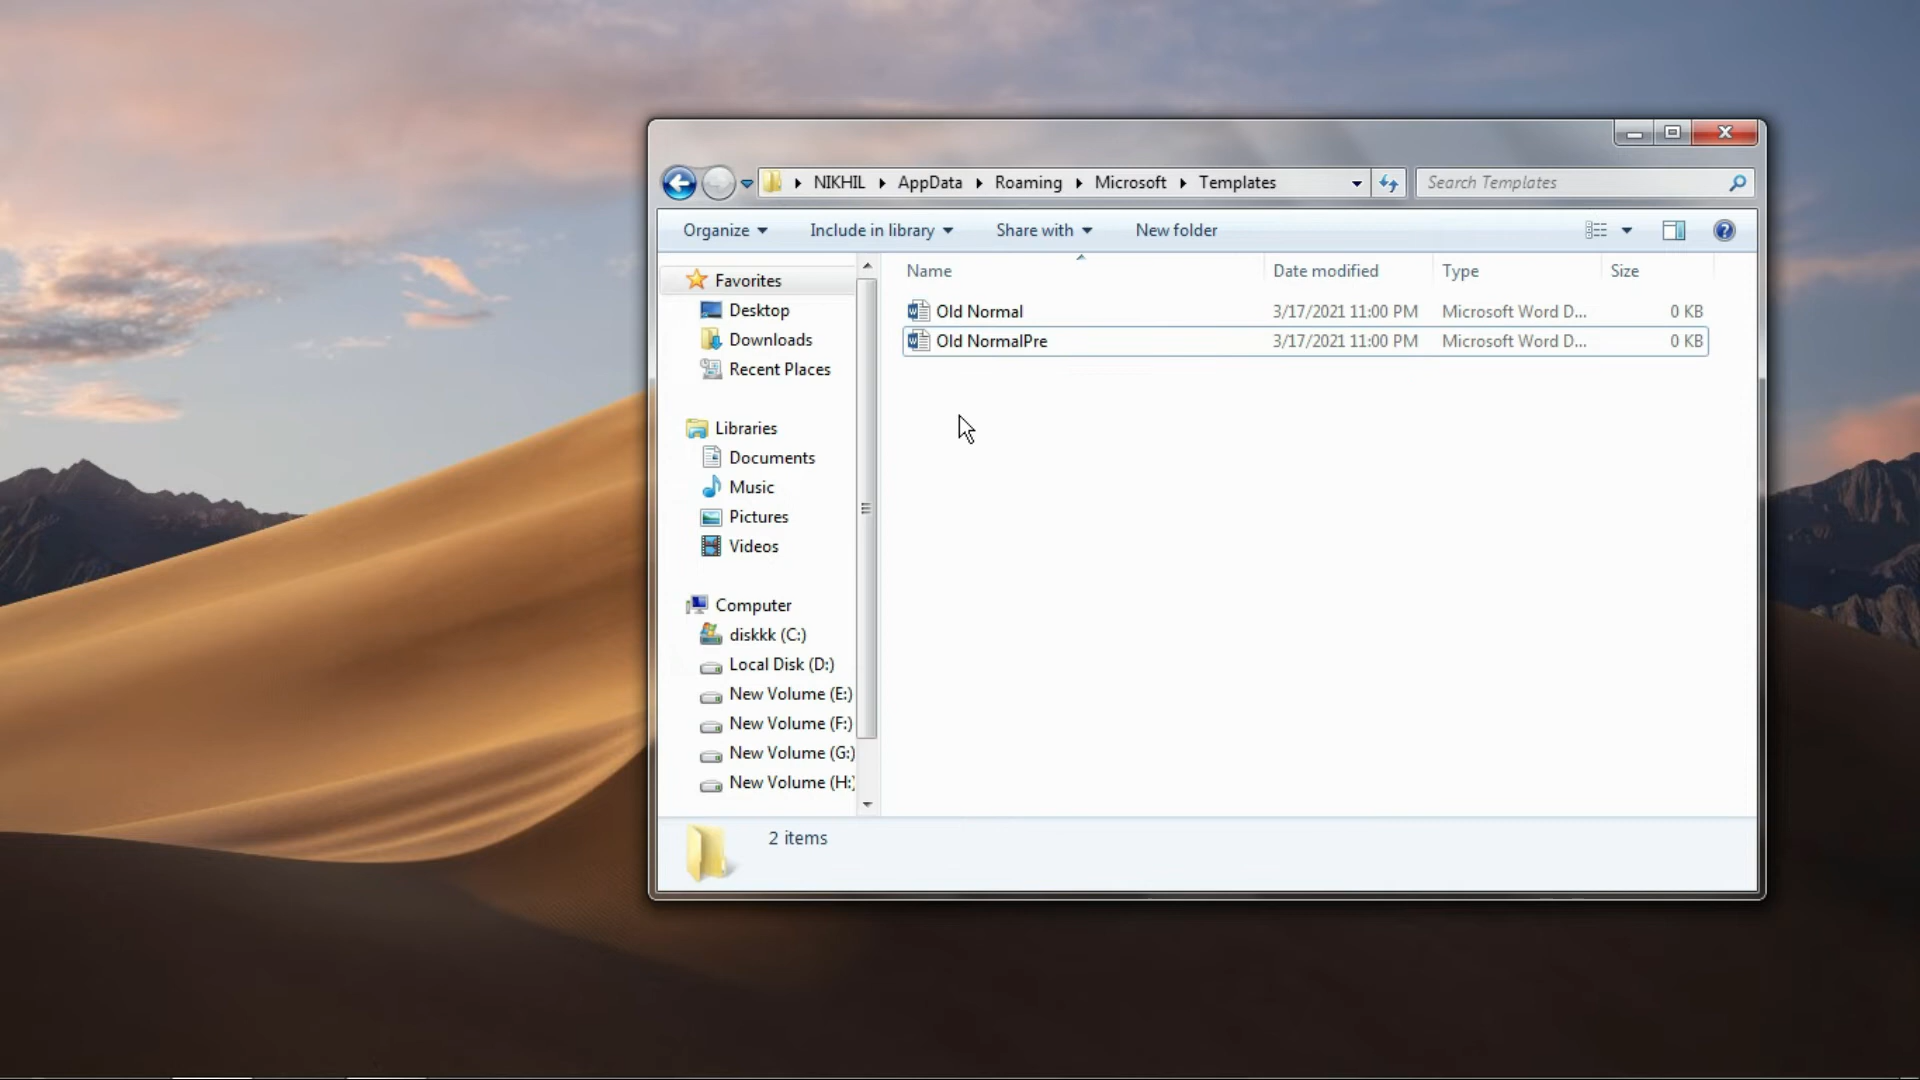 NIKHIL AppData Roaming Microsoft Templates Search Templates
Organize Include in library Share with New folder
Name Date modified Type Size
Favorites
Desktop
Downloads
Recent Places
Libraries
Documents
Music
Pictures
Videos
Computer
diskkk (C:)
Local Disk (D:)
New Volume (E:)
New Volume (F:)
New Volume (G:)
New Volume (H:)
Old Normal 3/17/2021 11:00 PM Microsoft Word D... 0 KB
Old NormalPre 3/17/2021 11:00 PM Microsoft Word D... 0 KB
2 items